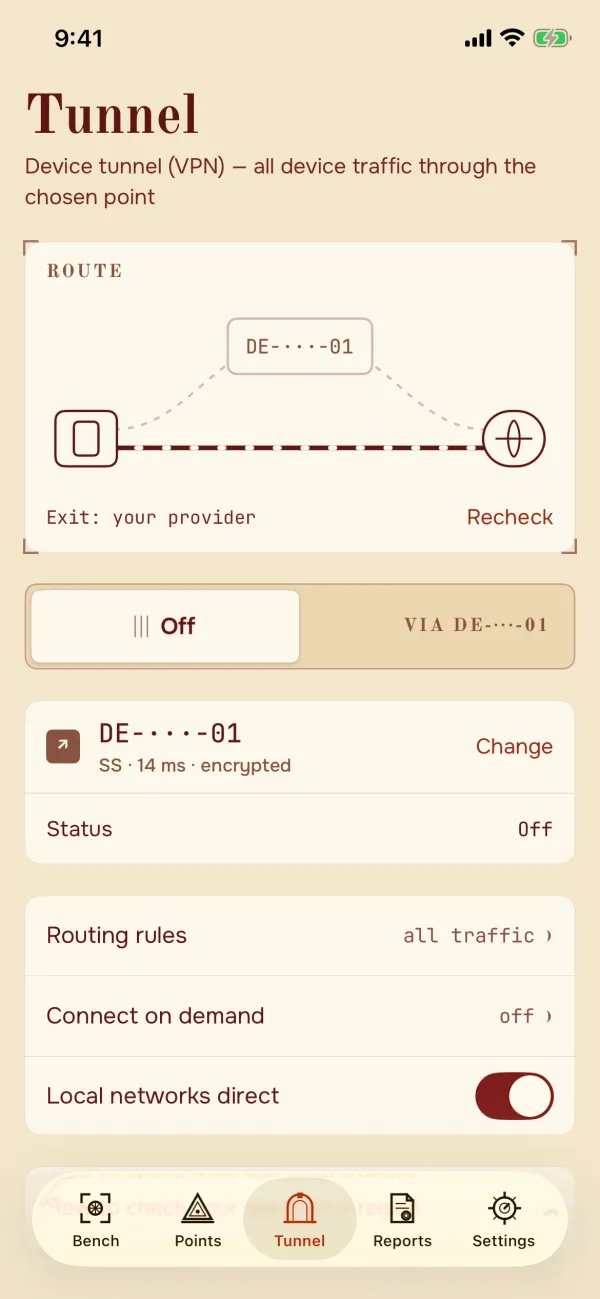 9:41
Tunnel
Device tunnel (VPN) — all device traffic through the
chosen point
ROUTE
DE-····-01
Exit: your provider
Recheck
Off
VIA DE-···-01
DE-····-01
SS · 14 ms · encrypted
Change
Status
Off
Routing rules
all traffic
Connect on demand
off
Local networks direct
Bench
Points
Tunnel
Reports
Settings